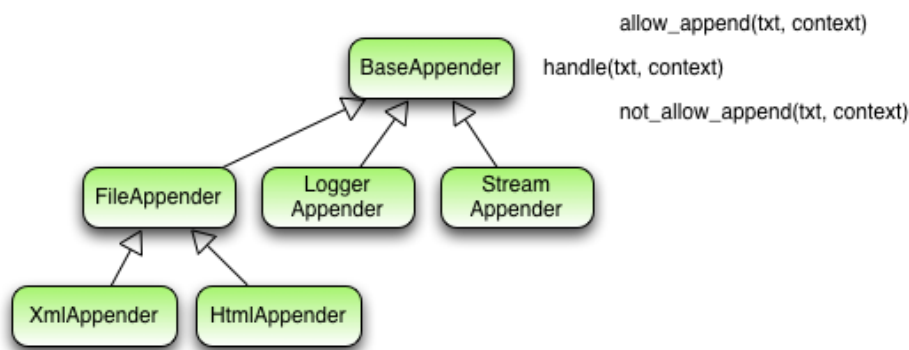 allow_append(txt, context)
BaseAppender
handle(txt, context)
not_allow_append(txt, context)
FileAppender
Logger
Appender
Stream
Appender
XmlAppender
HtmlAppender